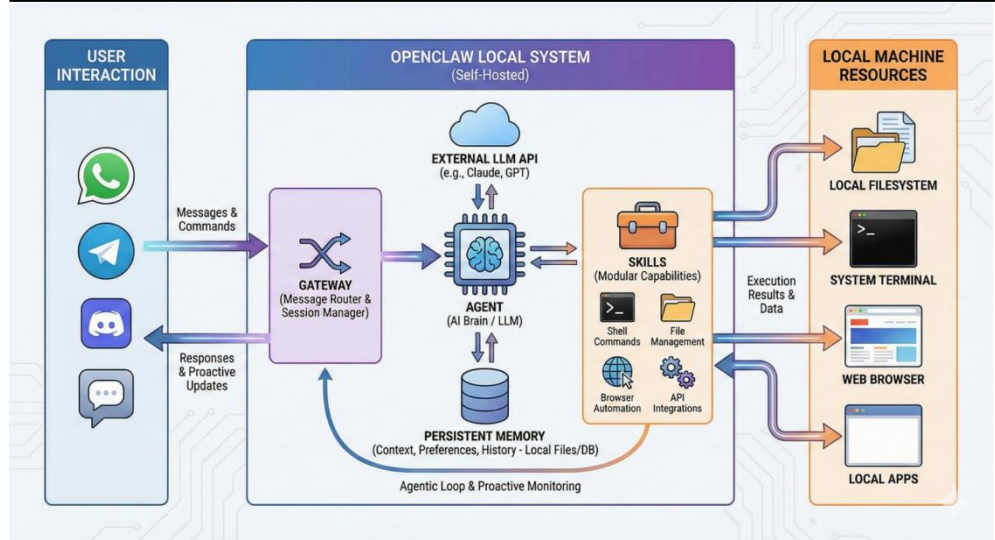 USER
INTERACTION
Messages &
Commands
Responses
& Proactive
Updates
OPENCLAW LOCAL SYSTEM
(Self-Hosted)
EXTERNAL LLM API
(e.g., Claude, GPT)
GATEWAY
(Message Router &
Session Manager)
AGENT
(AI Brain / LLM)
PERSISTENT MEMORY
(Context, Preferences, History - Local Files/DB)
Agentic Loop & Proactive Monitoring
SKILLS
(Modular Capabilities)
>_
Shell
Commands
File
Management
Browser
Automation
API
Integrations
Execution
Results &
Data
LOCAL MACHINE
RESOURCES
LOCAL FILESYSTEM
>_
SYSTEM TERMINAL
WEB BROWSER
LOCAL APPS